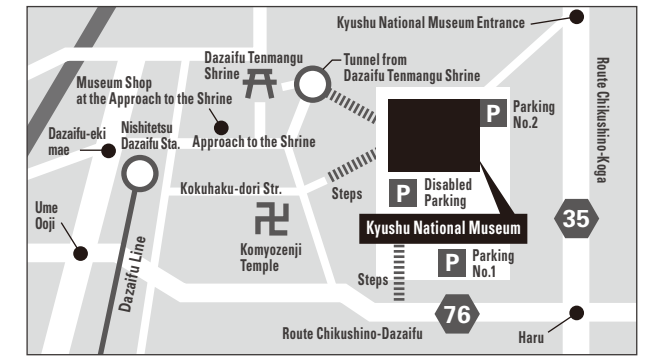 Kyushu National Museum Entrance
Dazaifu Tenmangu
Shrine
Tunnel from
Dazaifu Tenmangu Shrine
Route Chikushino-Koga
Museum Shop
at the Approach to the Shrine
P
Parking
No.2
Dazaifu-eki
mae
Nishitetsu
Dazaifu Sta.
Approach to the Shrine
Kokuhaku-dori Str.
Steps
P
Disabled
Parking
Ume
Ooji
卍
Komyozenji
Temple
Kyushu National Museum
35
Dazaifu Line
Steps
P
Parking
No.1
76
Route Chikushino-Dazaifu
Haru